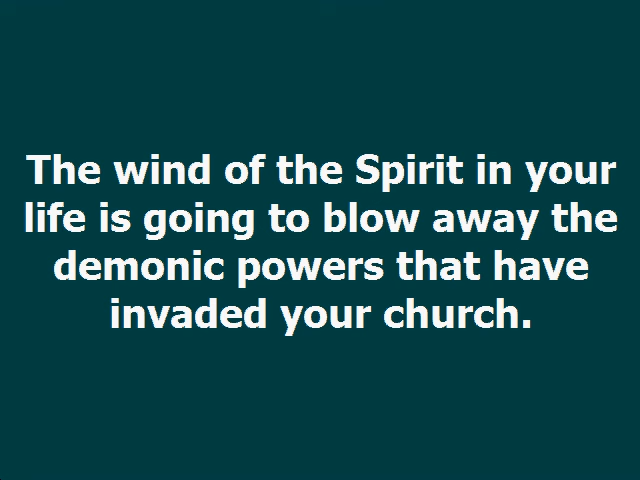 The wind of the Spirit in your
life is going to blow away the
demonic powers that have
invaded your church.